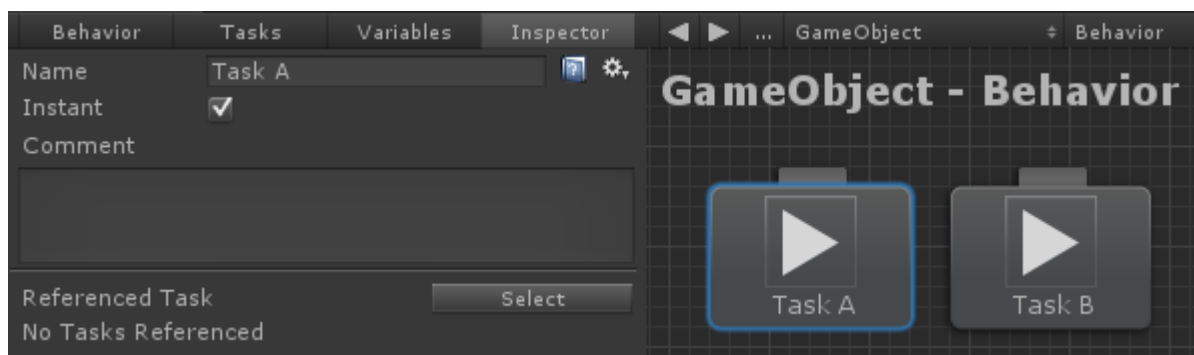 Behavior Tasks Variables Inspector
Name Task A
Instant
Comment
Referenced Task Select
No Tasks Referenced
... GameObject Behavior
GameObject - Behavior
Task A Task B